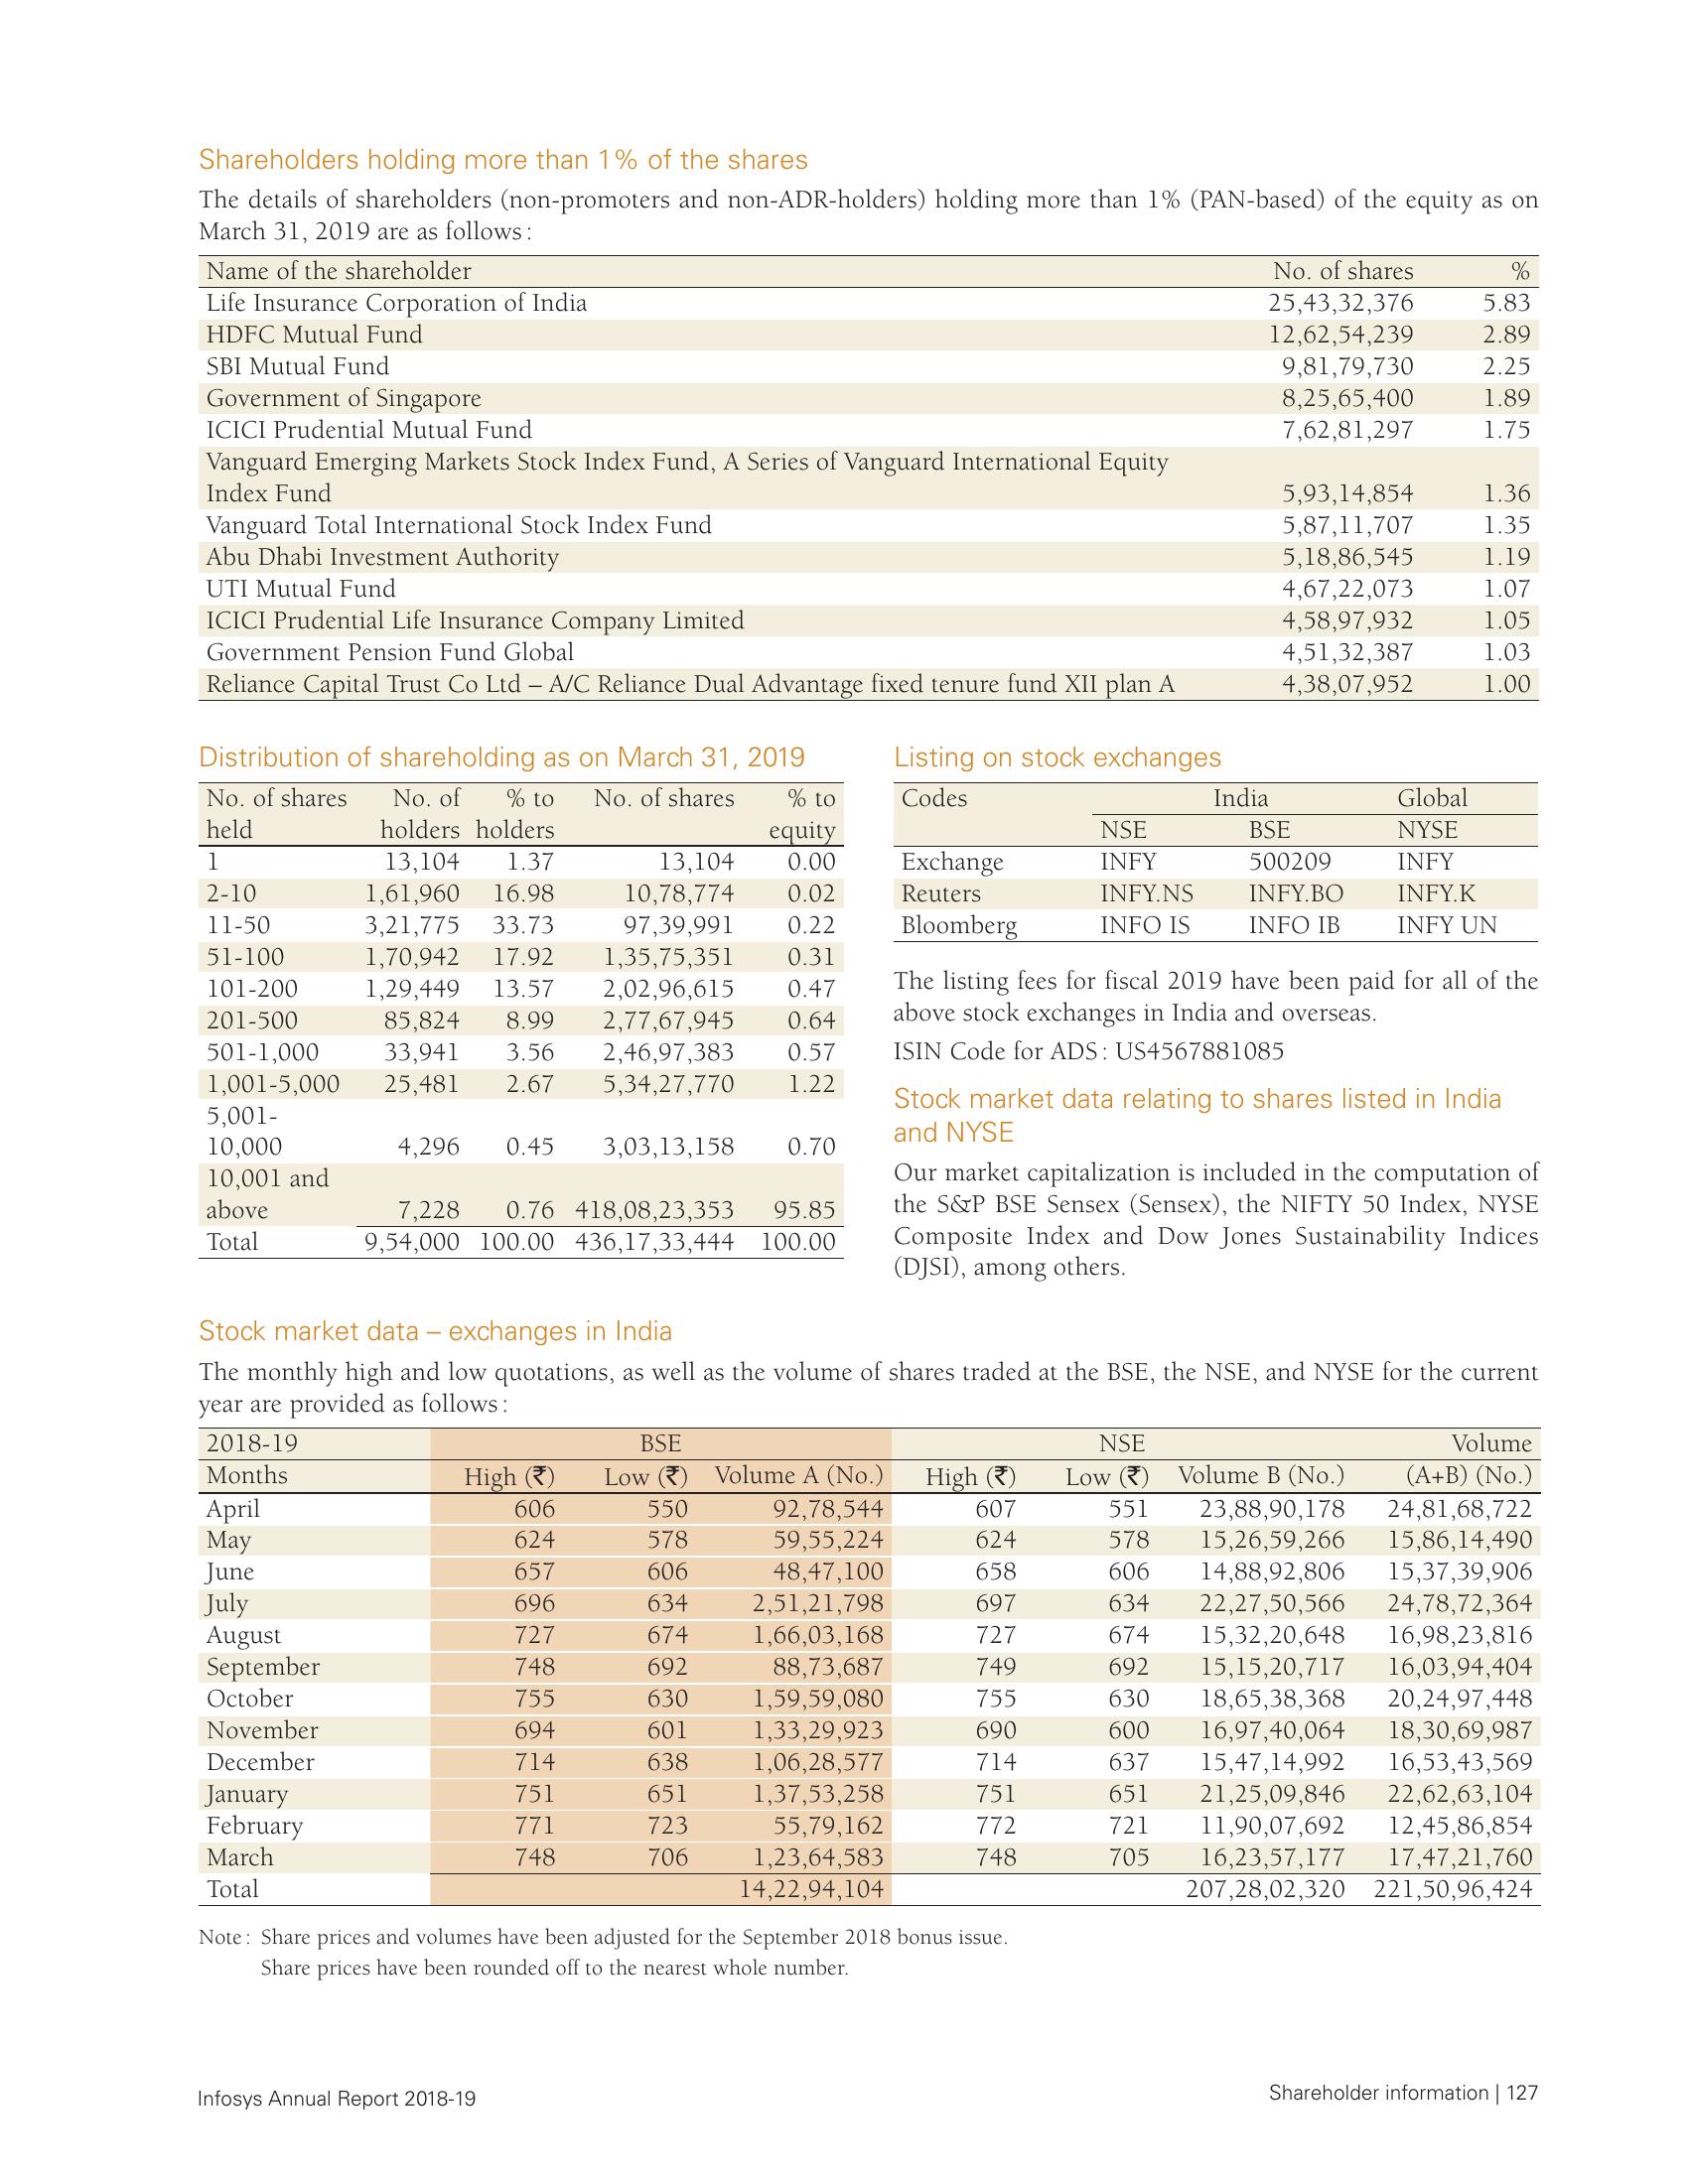 Shareholders holding more than 1% of the shares
The details of shareholders (non-promoters and non-ADR-holders) holding more than 1% (PAN-based) of the equity as on
March 31, 2019 are as follows :
Name of the shareholder No. of shares %
Life Insurance Corporation of India 25,43,32,376 5.83
HDFC Mutual Fund 12,62,54,239 2.89
SBI Mutual Fund 9,81,79,730 2.25
Government of Singapore 8,25,65,400 1.89
ICICI Prudential Mutual Fund 7,62,81,297 1.75
Vanguard Emerging Markets Stock Index Fund, A Series of Vanguard International Equity
Index Fund 5,93,14,854 1.36
Vanguard Total International Stock Index Fund 5,87,11,707 1.35
Abu Dhabi Investment Authority 5,18,86,545 1.19
UTI Mutual Fund 4,67,22,073 1.07
ICICI Prudential Life Insurance Company Limited 4,58,97,932 1.05
Government Pension Fund Global 4,51,32,387 1.03
Reliance Capital Trust Co Ltd – A/C Reliance Dual Advantage fixed tenure fund XII plan A 4,38,07,952 1.00
Distribution of shareholding as on March 31, 2019
No. of shares No. of % to No. of shares % to
held holders holders equity
1 13,104 1.37 13,104 0.00
2-10 1,61,960 16.98 10,78,774 0.02
11-50 3,21,775 33.73 97,39,991 0.22
51-100 1,70,942 17.92 1,35,75,351 0.31
101-200 1,29,449 13.57 2,02,96,615 0.47
201-500 85,824 8.99 2,77,67,945 0.64
501-1,000 33,941 3.56 2,46,97,383 0.57
1,001-5,000 25,481 2.67 5,34,27,770 1.22
5,001-
10,000 4,296 0.45 3,03,13,158 0.70
10,001 and
above 7,228 0.76 418,08,23,353 95.85
Total 9,54,000 100.00 436,17,33,444 100.00
Listing on stock exchanges
Codes India Global
NSE BSE NYSE
Exchange INFY 500209 INFY
Reuters INFY.NS INFY.BO INFY.K
Bloomberg INFO IS INFO IB INFY UN
The listing fees for fiscal 2019 have been paid for all of the
above stock exchanges in India and overseas.
ISIN Code for ADS : US4567881085
Stock market data relating to shares listed in India
and NYSE
Our market capitalization is included in the computation of
the S&P BSE Sensex (Sensex), the NIFTY 50 Index, NYSE
Composite Index and Dow Jones Sustainability Indices
(DJSI), among others.
Stock market data – exchanges in India
The monthly high and low quotations, as well as the volume of shares traded at the BSE, the NSE, and NYSE for the current
year are provided as follows :
2018-19 BSE NSE Volume
Months High (₹) Low (₹) Volume A (No.) High (₹) Low (₹) Volume B (No.) (A+B) (No.)
April 606 550 92,78,544 607 551 23,88,90,178 24,81,68,722
May 624 578 59,55,224 624 578 15,26,59,266 15,86,14,490
June 657 606 48,47,100 658 606 14,88,92,806 15,37,39,906
July 696 634 2,51,21,798 697 634 22,27,50,566 24,78,72,364
August 727 674 1,66,03,168 727 674 15,32,20,648 16,98,23,816
September 748 692 88,73,687 749 692 15,15,20,717 16,03,94,404
October 755 630 1,59,59,080 755 630 18,65,38,368 20,24,97,448
November 694 601 1,33,29,923 690 600 16,97,40,064 18,30,69,987
December 714 638 1,06,28,577 714 637 15,47,14,992 16,53,43,569
January 751 651 1,37,53,258 751 651 21,25,09,846 22,62,63,104
February 771 723 55,79,162 772 721 11,90,07,692 12,45,86,854
March 748 706 1,23,64,583 748 705 16,23,57,177 17,47,21,760
Total 14,22,94,104 207,28,02,320 221,50,96,424
Note : Share prices and volumes have been adjusted for the September 2018 bonus issue.
Share prices have been rounded off to the nearest whole number.
Infosys Annual Report 2018-19
Shareholder information | 127